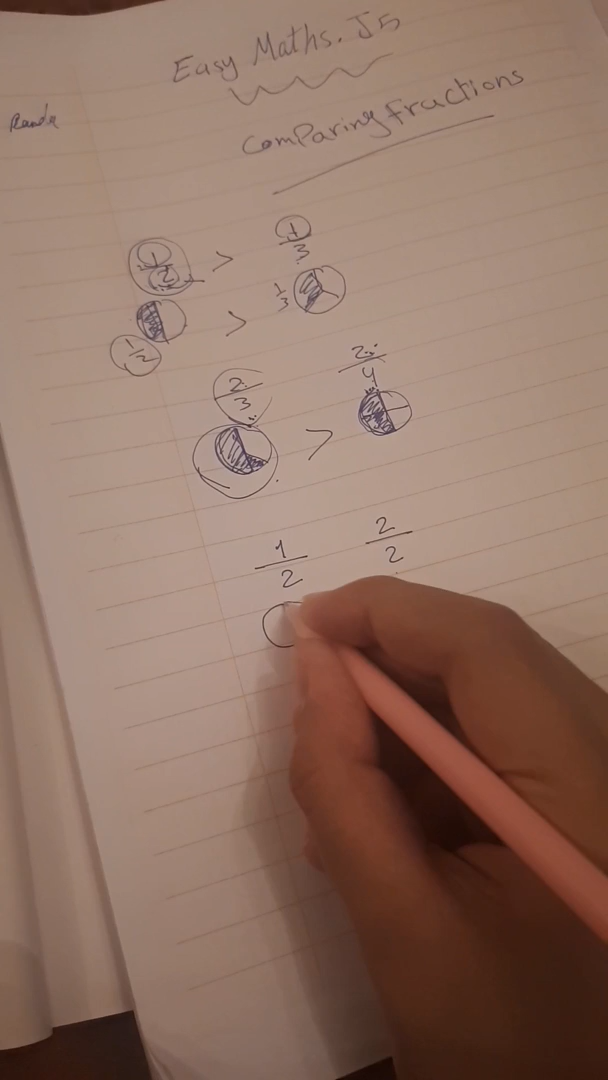 Easy Maths. J5
Randa
Comparing fractions
1/2 > 1/3
> 1/3
1/2
2/3 2/4
>
1/2 2/2